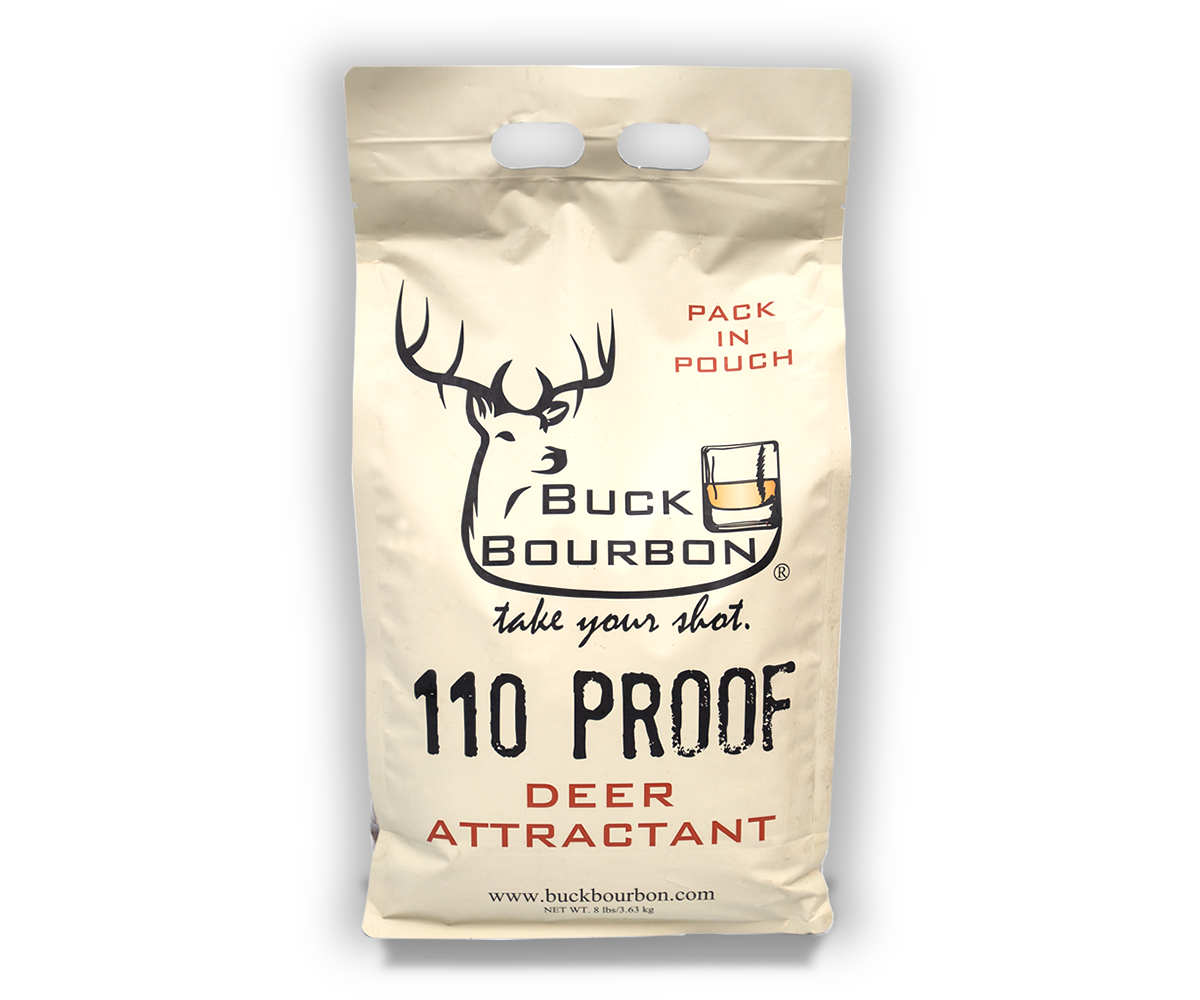 PACK
IN
POUCH
BUCK
BOURBON
®
take your shot.
110 PROOF
DEER
ATTRACTANT
www.buckbourbon.com
NET WT. 8 lbs/3.63 kg